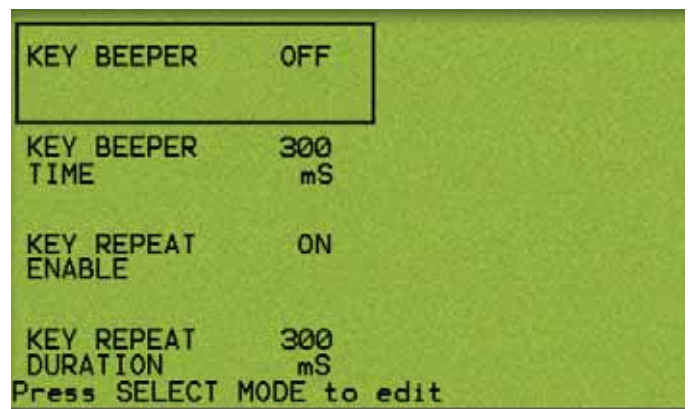 KEY BEEPER OFF
KEY BEEPER 300
TIME mS
KEY REPEAT ON
ENABLE
KEY REPEAT 300
DURATION mS
Press SELECT MODE to edit